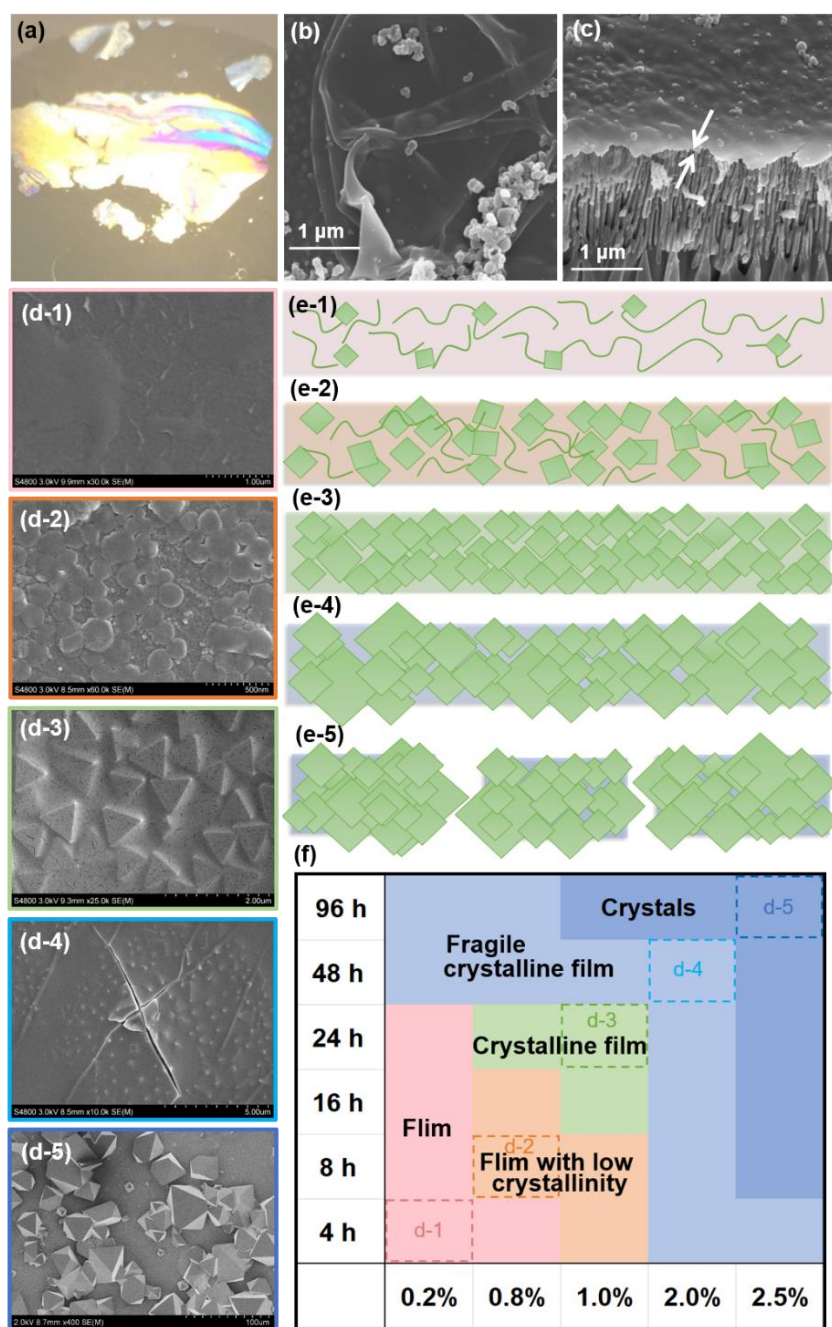 (a)
(b)
1 µm
(c)
1 µm
(d-1)
S4800 3.0kV 9.9mm x30.0k SE(M)
1.00um
(d-2)
S4800 3.0kV 8.5mm x60.0k SE(M)
500nm
(d-3)
S4800 3.0kV 9.3mm x25.0k SE(M)
2.00um
(d-4)
S4800 3.0kV 8.5mm x10.0k SE(M)
5.00um
(d-5)
2.0kV 8.7mm x400 SE(M)
100um
(e-1)
(e-2)
(e-3)
(e-4)
(e-5)
(f)
96 h
Crystals
d-5
48 h
Fragile
crystalline film
d-4
24 h
d-3
Crystalline film
16 h
Flim
8 h
d-2
Flim with low
crystallinity
4 h
d-1
0.2%
0.8%
1.0%
2.0%
2.5%